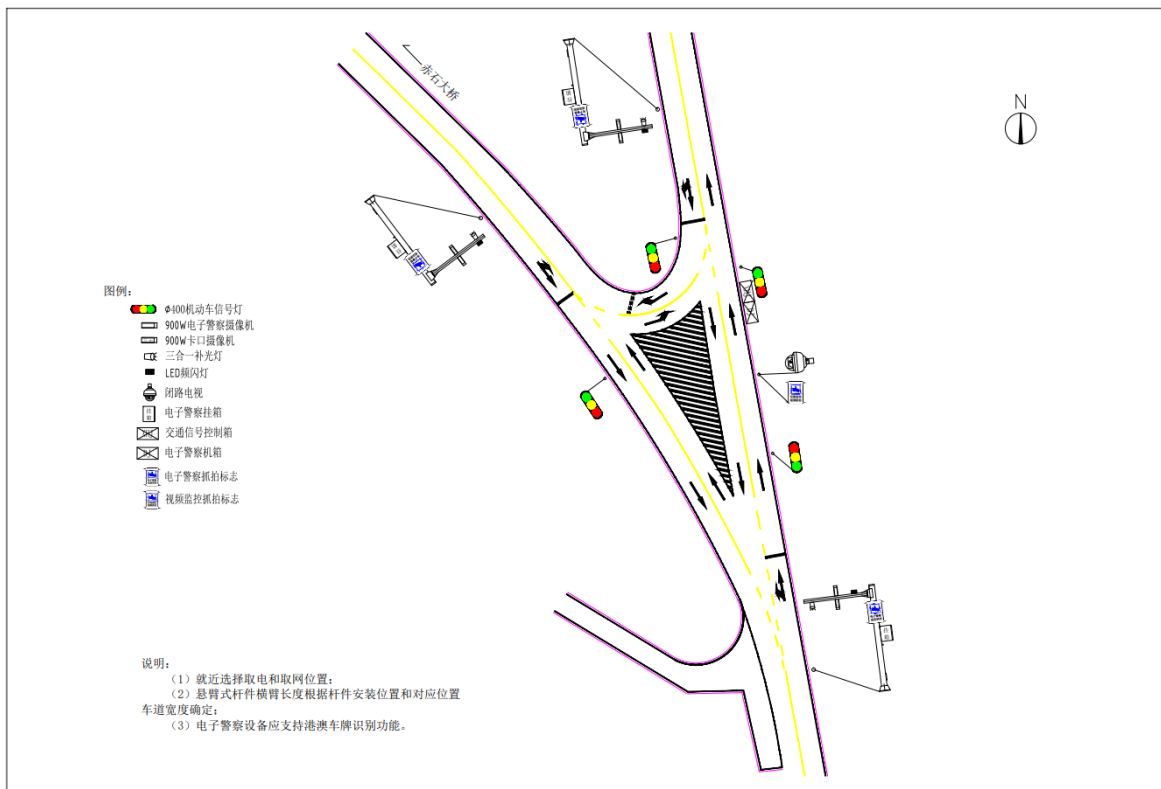 赤石大桥
N
图例：
Ø400机动车信号灯
900W电子警察摄像机
900W卡口摄像机
三合一补光灯
LED频闪灯
闭路电视
电子警察挂箱
交通信号控制箱
电子警察机箱
电子警察抓拍标志
视频监控抓拍标志
说明：
（1）就近选择取电和取网位置；
（2）悬臂式杆件横臂长度根据杆件安装位置和对应位置
车道宽度确定；
（3）电子警察设备应支持港澳车牌识别功能。